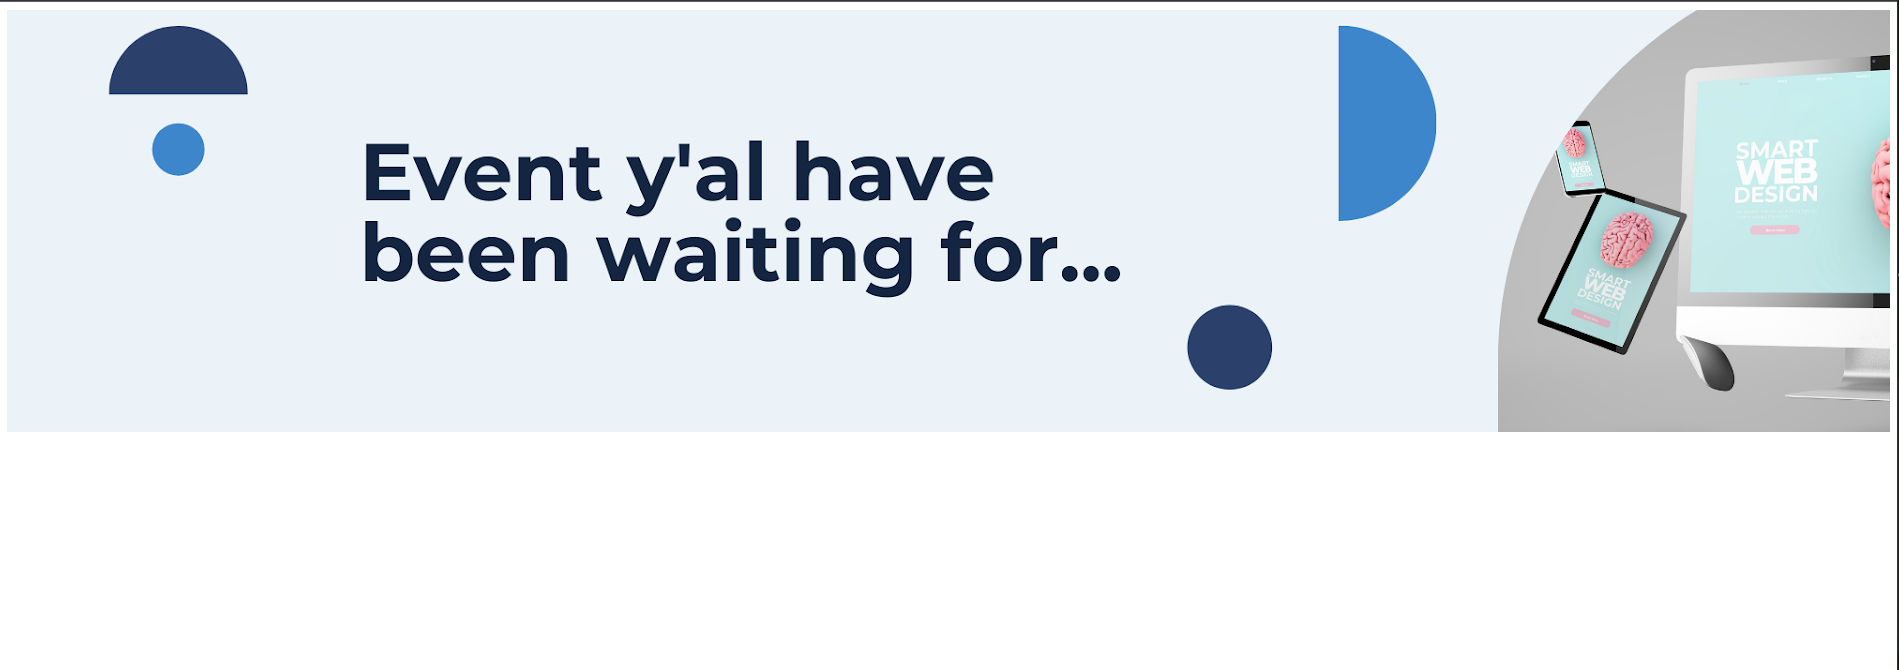 Event y'al have
been waiting for...
SMART
WEB
DESIGN
SMART
WEB
DESIGN
SMART
WEB
DESIGN